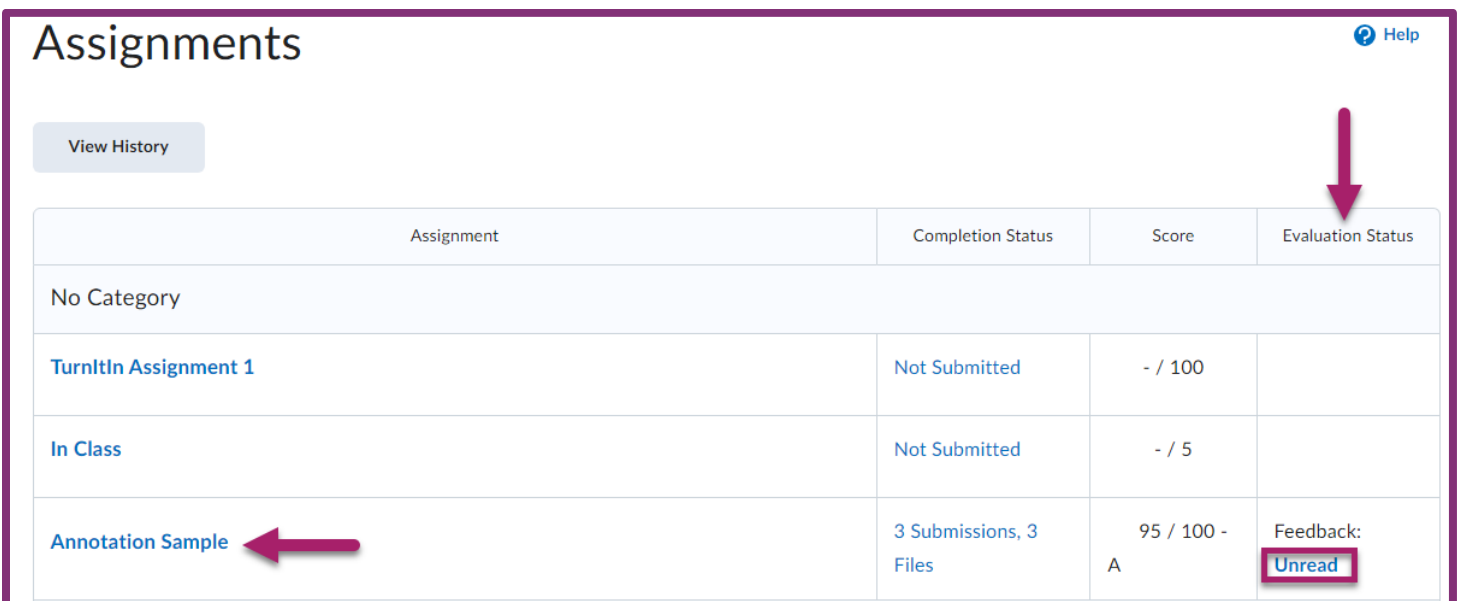 Assignments
Help
View History
Assignment Completion Status Score Evaluation Status
No Category
TurnItIn Assignment 1 Not Submitted - / 100
In Class Not Submitted - / 5
Annotation Sample 3 Submissions, 3 95 / 100 - Feedback:
Files A Unread